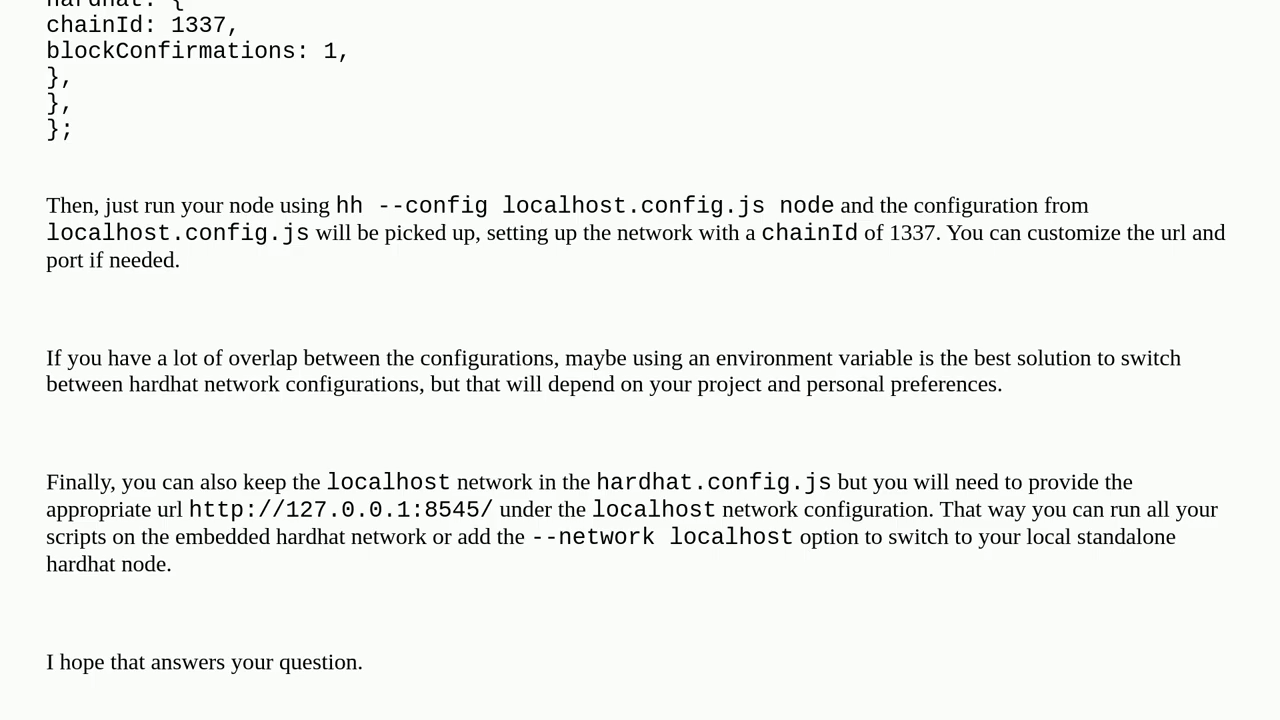 hardhat: {
chainId: 1337,
blockConfirmations: 1,
},
},
};
Then, just run your node using hh --config localhost.config.js node and the configuration from
localhost.config.js will be picked up, setting up the network with a chainId of 1337. You can customize the url and
port if needed.
If you have a lot of overlap between the configurations, maybe using an environment variable is the best solution to switch
between hardhat network configurations, but that will depend on your project and personal preferences.
Finally, you can also keep the localhost network in the hardhat.config.js but you will need to provide the
appropriate url http://127.0.0.1:8545/ under the localhost network configuration. That way you can run all your
scripts on the embedded hardhat network or add the --network localhost option to switch to your local standalone
hardhat node.
I hope that answers your question.